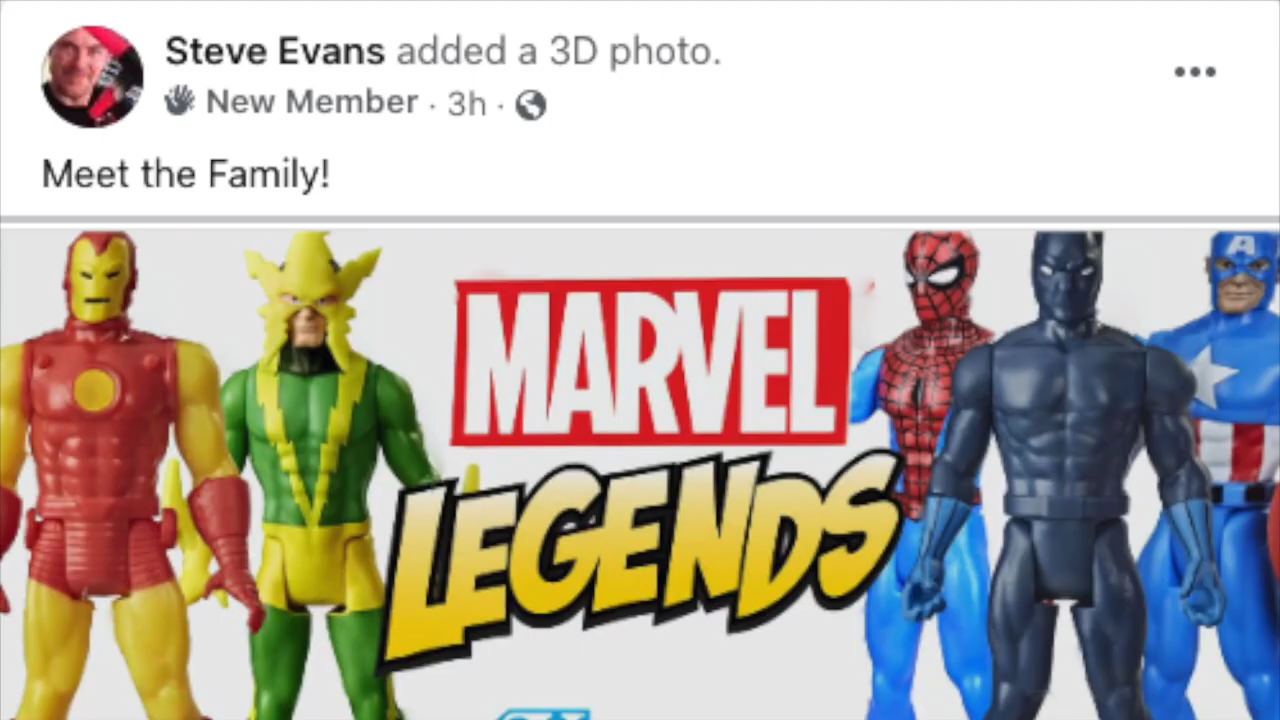 Steve Evans added a 3D photo.
New Member · 3h ·
Meet the Family!
MARVEL
LEGENDS